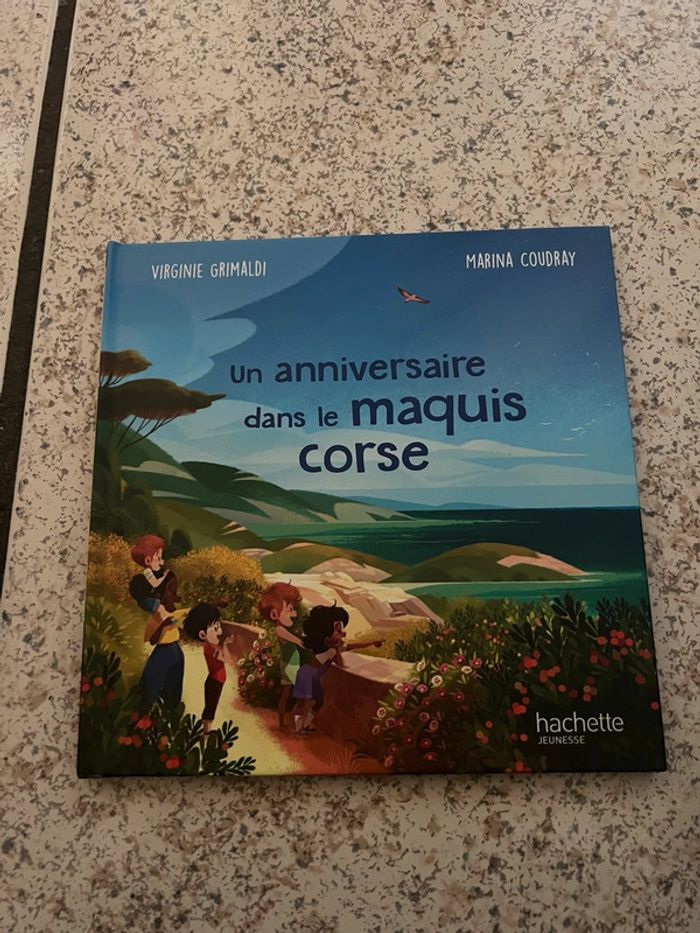 VIRGINIE GRIMALDI
MARINA COUDRAY
Un anniversaire
dans le maquis
corse
hachette
JEUNESSE